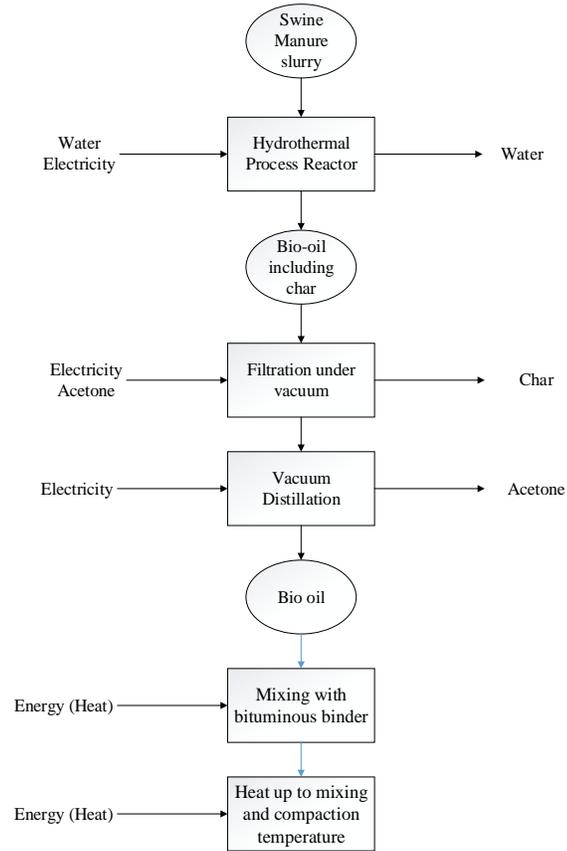 Swine
Manure
slurry
Water
Electricity
Hydrothermal
Process Reactor
Water
Bio-oil
including
char
Electricity
Acetone
Filtration under
vacuum
Char
Electricity
Vacuum
Distillation
Acetone
Bio oil
Energy (Heat)
Mixing with
bituminous binder
Energy (Heat)
Heat up to mixing
and compaction
temperature